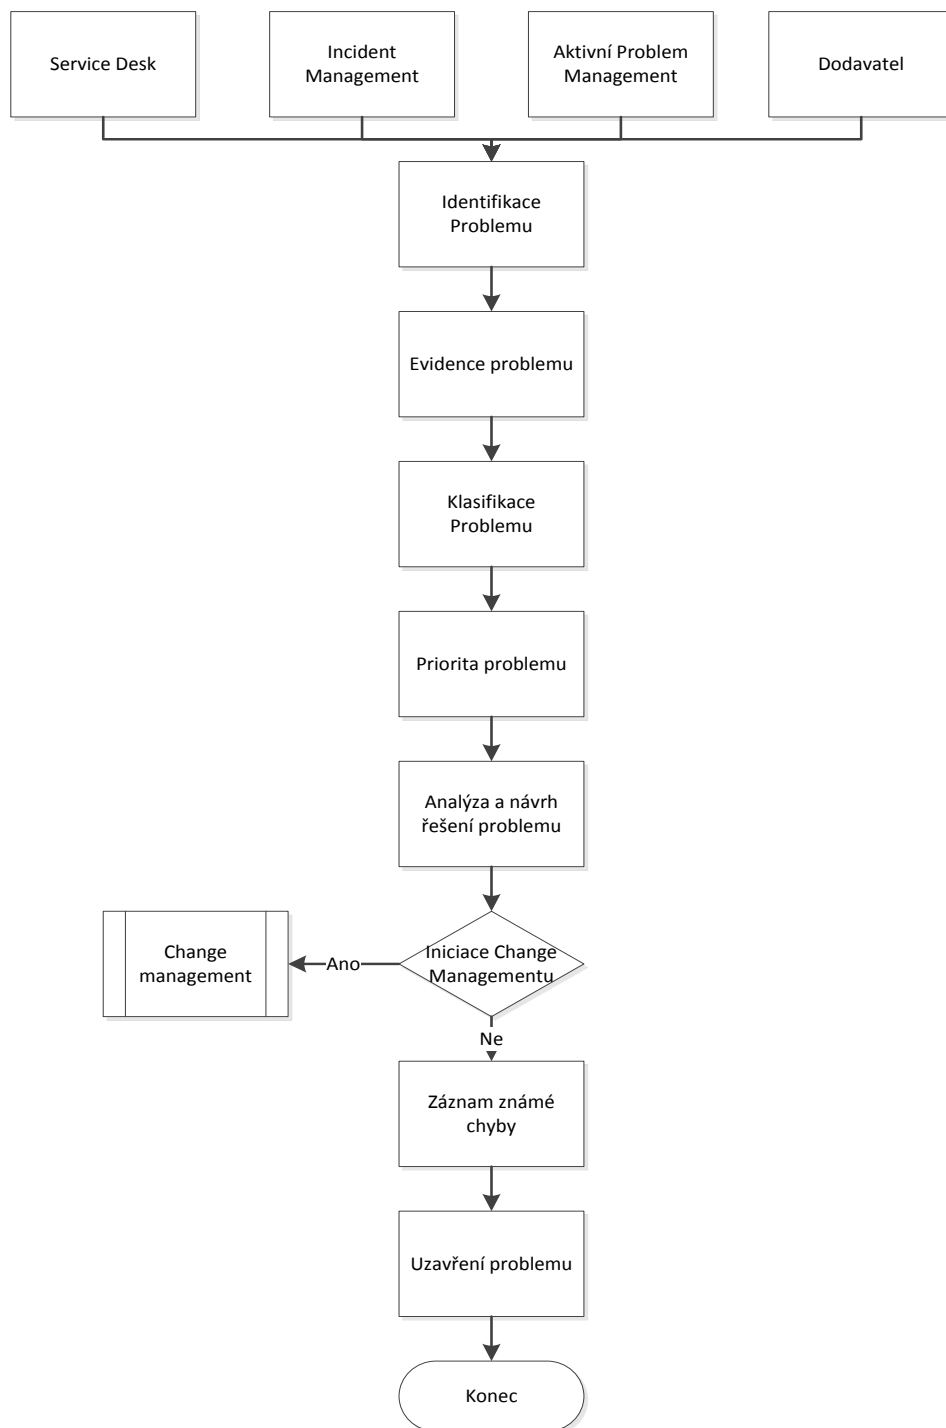 Service Desk
Incident
Management
Aktivní Problem
Management
Dodavatel
Identifikace
Problemu
Evidence problemu
Klasifikace
Problemu
Priorita problemu
Analýza a návrh
řešení problemu
Iniciace Change
Managementu
Ano
Change
management
Ne
Záznam známé
chyby
Uzavření problemu
Konec